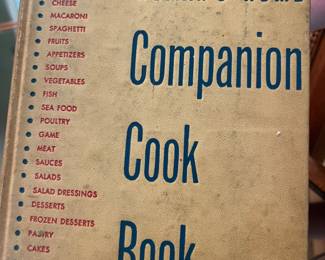 CHEESE
MACARONI
SPAGHETTI
FRUITS
APPETIZERS
SOUPS
VEGETABLES
FISH
SEA FOOD
POULTRY
GAME
MEAT
SAUCES
SALADS
SALAD DRESSINGS
DESSERTS
FROZEN DESSERTS
PASTRY
CAKES
Companion
Cook
Book